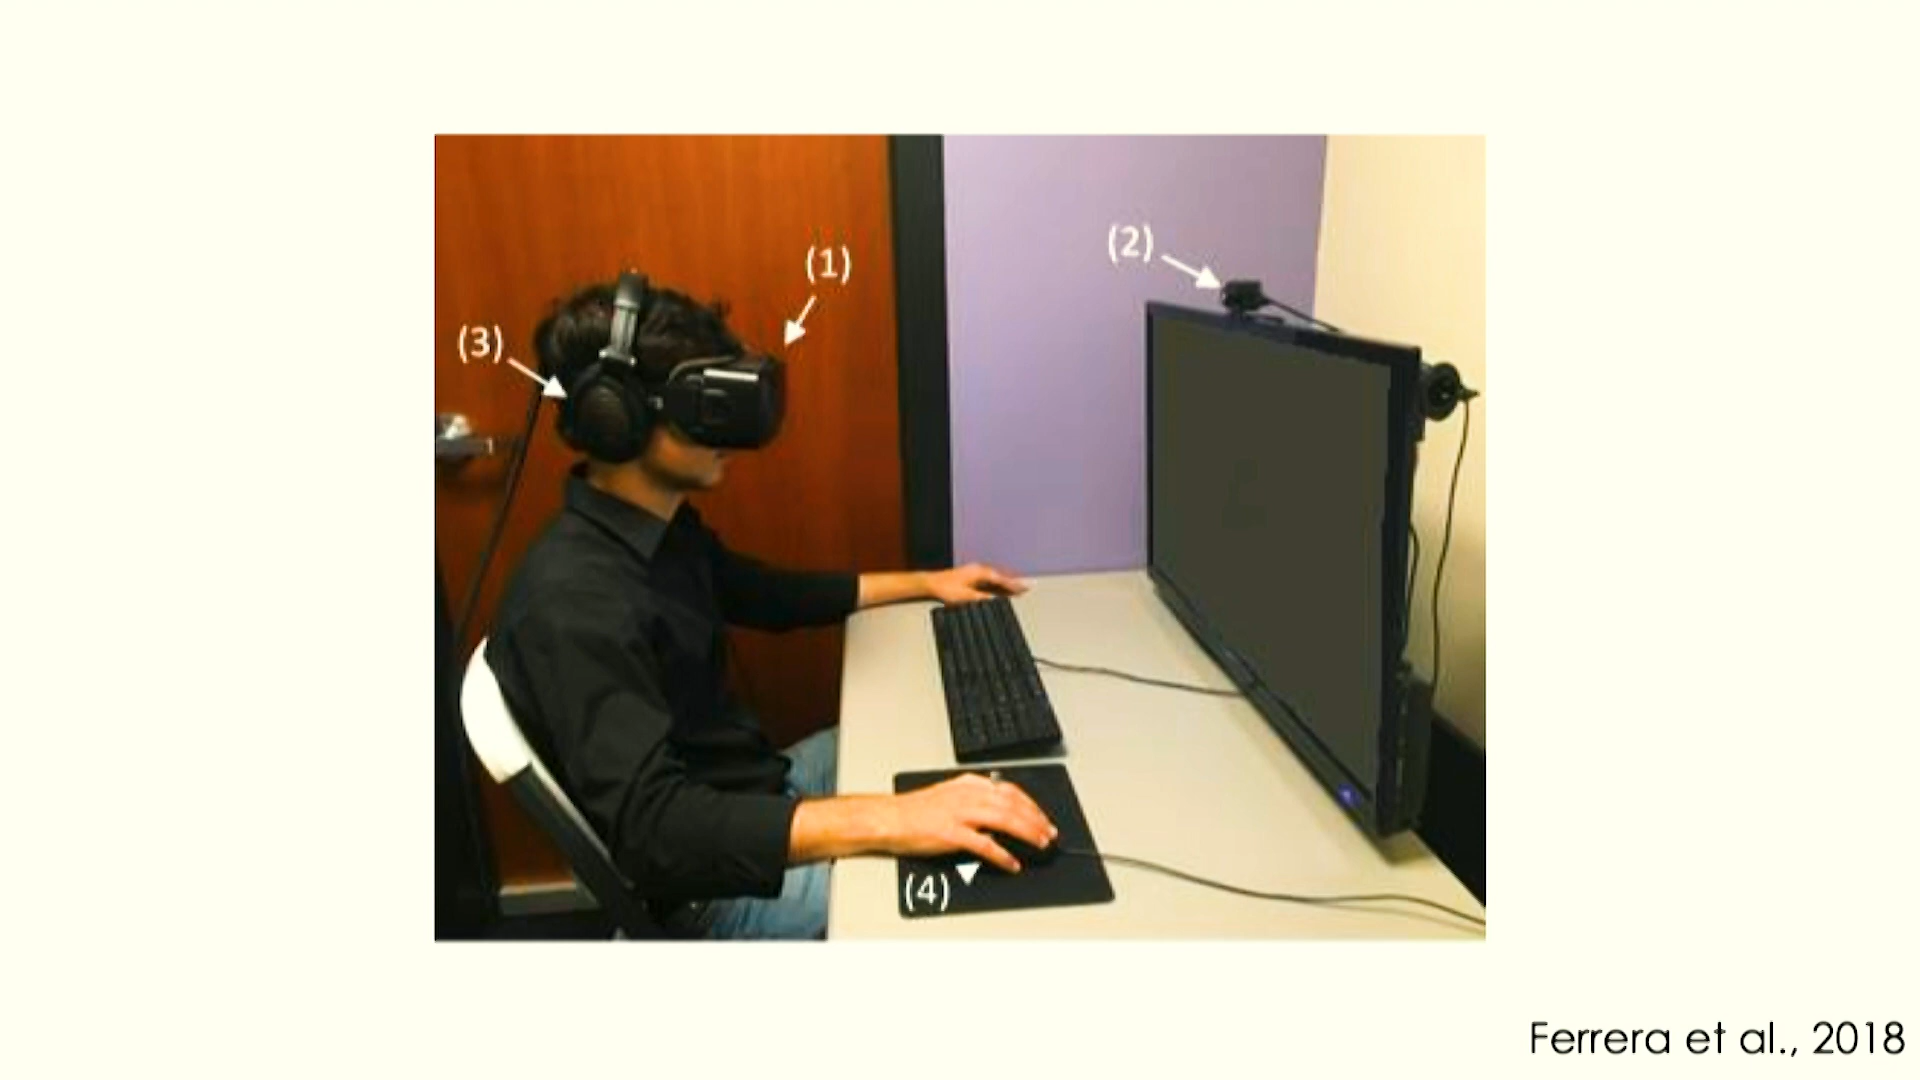 (1)
(2)
(3)
(4)
Ferrera et al., 2018